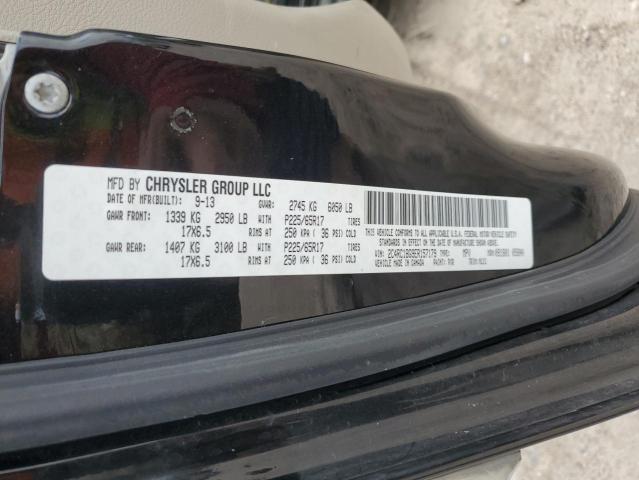 MFD BY CHRYSLER GROUP LLC
DATE OF MFR(BUILT): 9-13 GVWR: 2745 KG 6050 LB
GAWR FRONT: 1339 KG 2950 LB WITH P225/65R17 TIRES
17X6.5 RIMS AT 250 KPA ( 36 PSI) COLD
GAWR REAR: 1407 KG 3100 LB WITH P225/65R17 TIRES
17X6.5 RIMS AT 250 KPA ( 36 PSI) COLD
THIS VEHICLE CONFORMS TO ALL APPLICABLE U.S.A. FEDERAL MOTOR VEHICLE SAFETY
STANDARDS IN EFFECT ON THE DATE OF MANUFACTURE SHOWN ABOVE.
VIN: TYPE: MPV
VEHICLE MADE IN CANADA PAINT: TRIM: